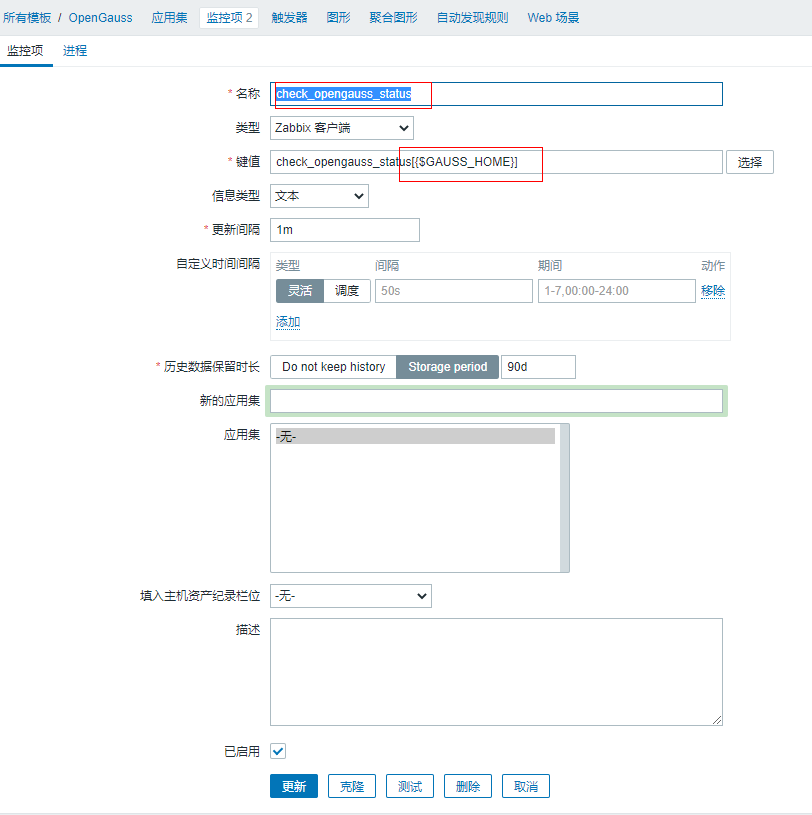 所有模板 / OpenGauss 应用集 监控项 2 触发器 图形 聚合图形 自动发现规则 Web 场景
监控项 进程
* 名称 check_opengauss_status
类型 Zabbix 客户端
* 键值 check_opengauss_status[{$GAUSS_HOME}] 选择
信息类型 文本
* 更新间隔 1m
自定义时间间隔 类型 间隔 期间 动作
灵活 调度 50s 1-7,00:00-24:00 移除
添加
* 历史数据保留时长 Do not keep history Storage period 90d
新的应用集
应用集 -无-
填入主机资产纪录栏位 -无-
描述
已启用
更新 克隆 测试 删除 取消